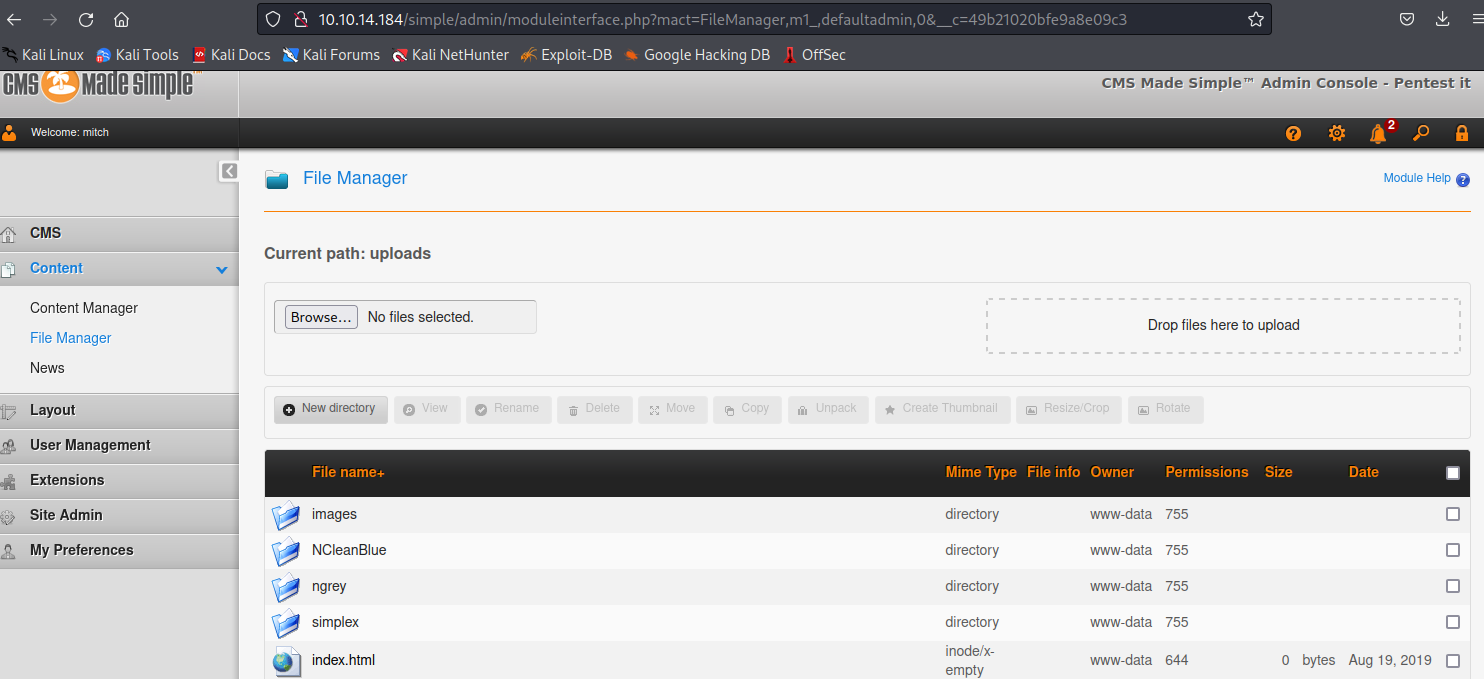 10.10.14.184/simple/admin/moduleinterface.php?mact=FileManager,m1_,defaultadmin,0&__c=49b21020bfe9a8e09c3
Kali Linux Kali Tools Kali Docs Kali Forums Kali NetHunter Exploit-DB Google Hacking DB OffSec
CMS Made Simple™
CMS Made Simple™ Admin Console - Pentest it
Welcome: mitch
2
File Manager
Module Help
CMS
Content
Content Manager
File Manager
News
Layout
User Management
Extensions
Site Admin
My Preferences
Current path: uploads
Browse... No files selected.
Drop files here to upload
New directory View Rename Delete Move Copy Unpack Create Thumbnail Resize/Crop Rotate
File name+ Mime Type File info Owner Permissions Size Date
images directory www-data 755
NCleanBlue directory www-data 755
ngrey directory www-data 755
simplex directory www-data 755
index.html inode/x-empty www-data 644 0 bytes Aug 19, 2019